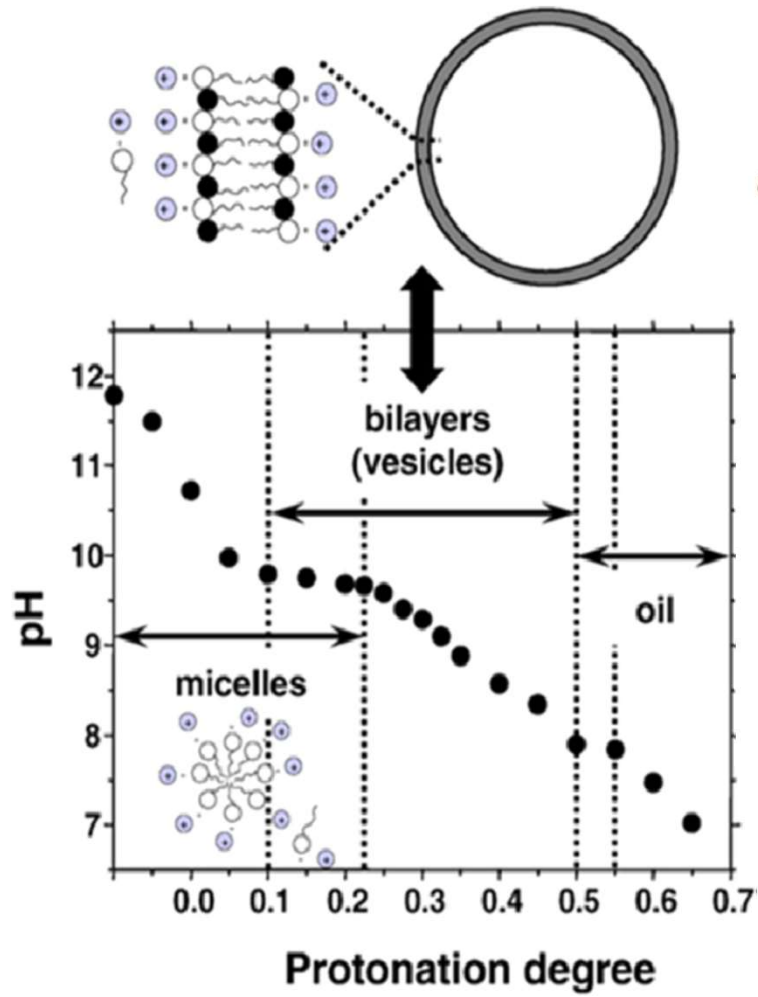 12
bilayers
(vesicles)
11
10
oil
pH
9
micelles
8
7
0.0 0.1 0.2 0.3 0.4 0.5 0.6 0.7
Protonation degree